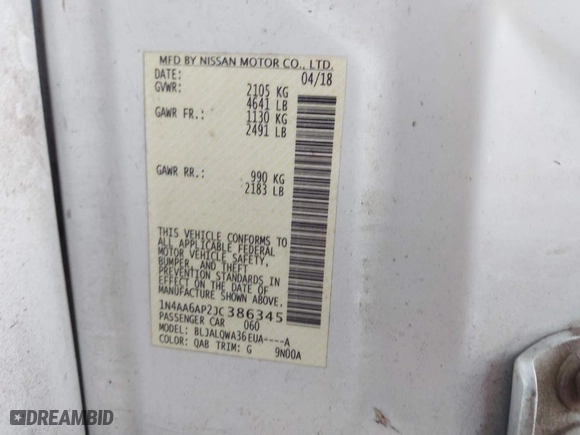 MFD BY NISSAN MOTOR CO., LTD.
DATE: 04/18
GVWR: 2105 KG
4641 LB
GAWR FR.: 1130 KG
2491 LB
GAWR RR.: 990 KG
2183 LB
THIS VEHICLE CONFORMS TO
ALL APPLICABLE FEDERAL
MOTOR VEHICLE SAFETY,
BUMPER, AND THEFT
PREVENTION STANDARDS IN
EFFECT ON THE DATE OF
MANUFACTURE SHOWN ABOVE.
1N4AA6AP2JC386345
PASSENGER CAR 060
MODEL: BLJALQWA36EUA----A
COLOR: QAB TRIM: G 9N00A
DREAMBID